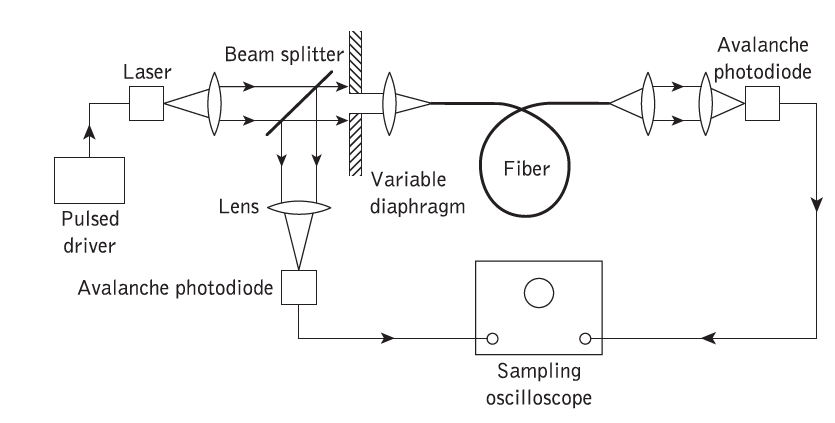 Avalanche
photodiode
Beam splitter
Laser
Fiber
Variable
diaphragm
Lens
Pulsed
driver
Avalanche photodiode
Sampling
oscilloscope